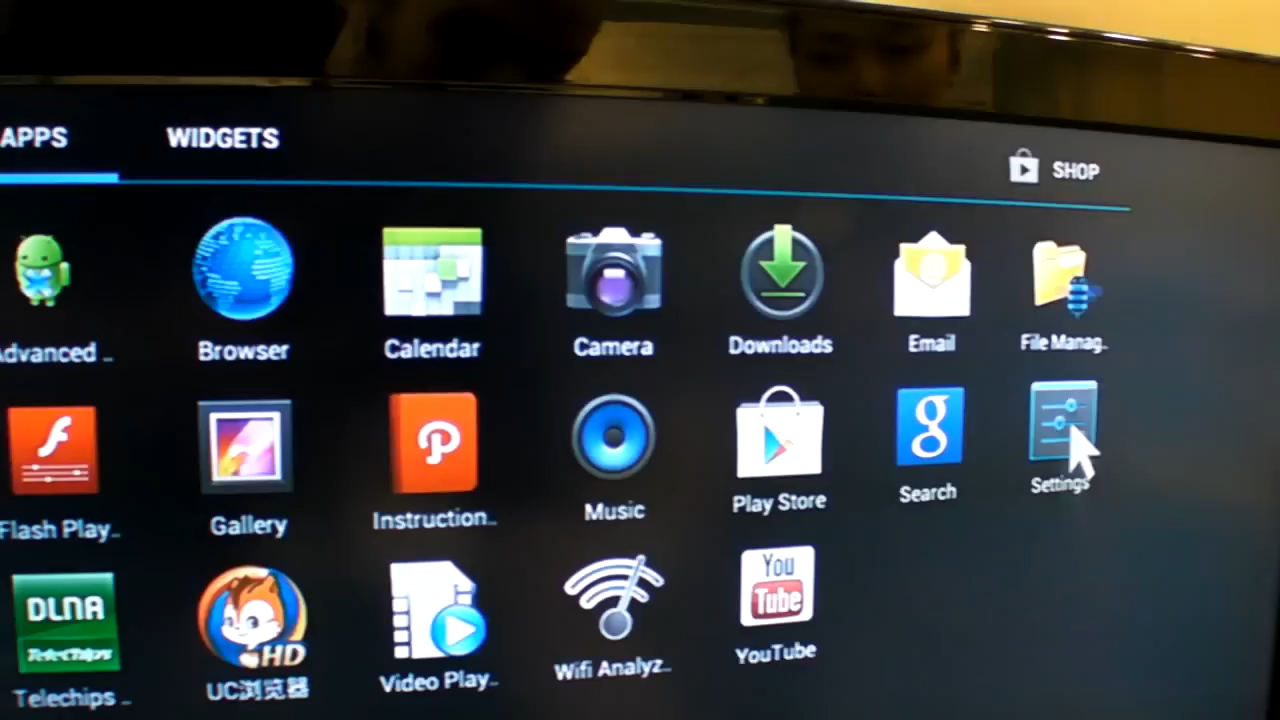 APPS
WIDGETS
SHOP
Advanced ..
Browser
Calendar
Camera
Downloads
Email
File Manag..
Flash Play..
Gallery
Instruction..
Music
Play Store
g
Search
Settings
DLNA
Telechips
Telechips ..
HD
UC浏览器
Video Play..
Wifi Analyz..
You
Tube
YouTube